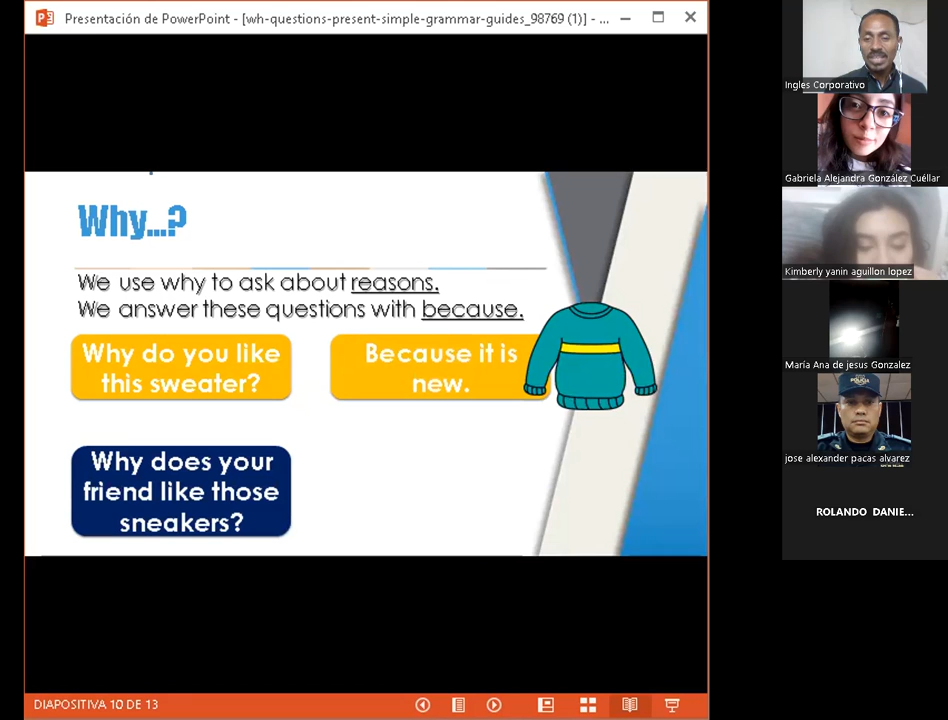 Presentación de PowerPoint - [wh-questions-present-simple-grammar-guides_98769 (1)] - ...
Why...?
We use why to ask about reasons.
We answer these questions with because.
Why do you like
this sweater?
Because it is
new.
Why does your
friend like those
sneakers?
DIAPOSITIVA 10 DE 13
Ingles Corporativo
Gabriela Alejandra González Cuéllar
Kimberly yanin aguillon lopez
María Ana de jesus Gonzalez
POLICIA
jose alexander pacas alvarez
ROLANDO DANIE...